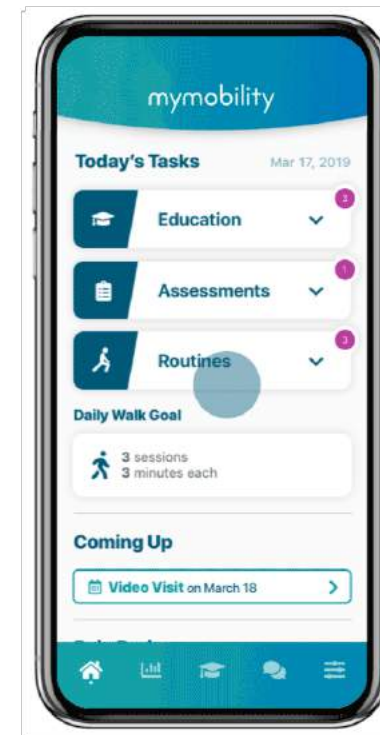 mymobility
Today's Tasks
Mar 17, 2019
3
Education
1
Assessments
3
Routines
Daily Walk Goal
3 sessions
3 minutes each
Coming Up
Video Visit on March 18